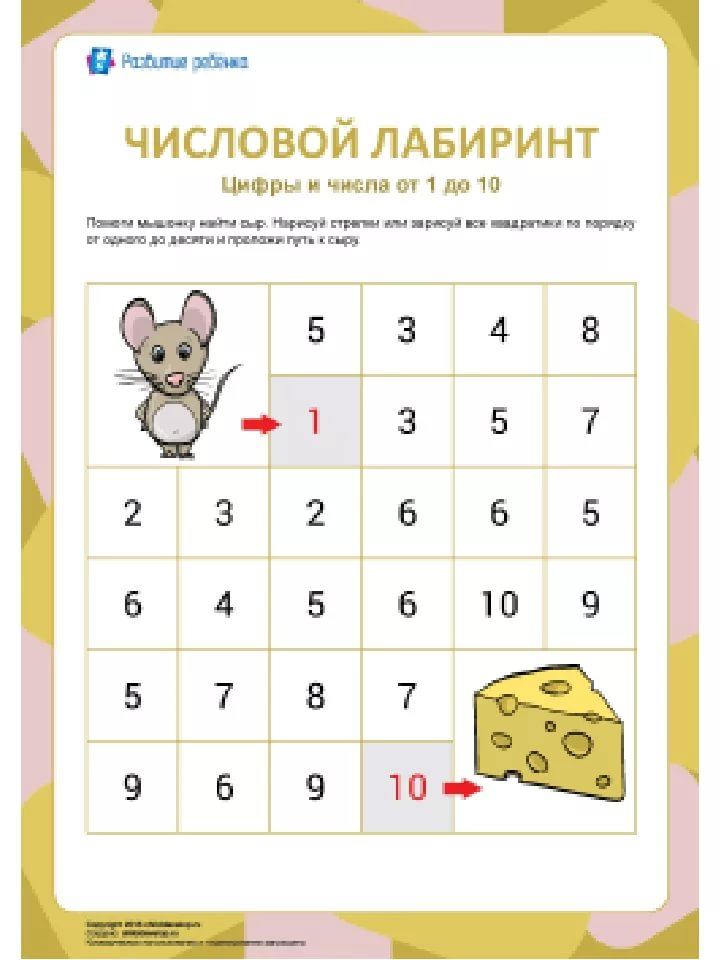 Развитие ребёнка
ЧИСЛОВОЙ ЛАБИРИНТ
Цифры и числа от 1 до 10
Помоги мышонку найти сыр. Нарисуй стрелки или зарисуй все квадратики по порядку
от одного до десяти и проложи путь к сыру.
5 3 4 8
1 3 5 7
2 3 2 6 6 5
6 4 5 6 10 9
5 7 8 7
9 6 9 10